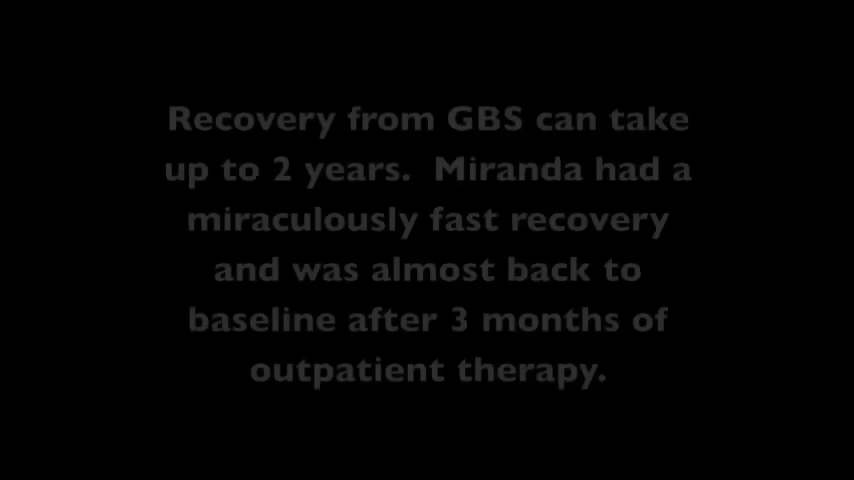 Recovery from GBS can take
up to 2 years.  Miranda had a
miraculously fast recovery
and was almost back to
baseline after 3 months of
outpatient therapy.